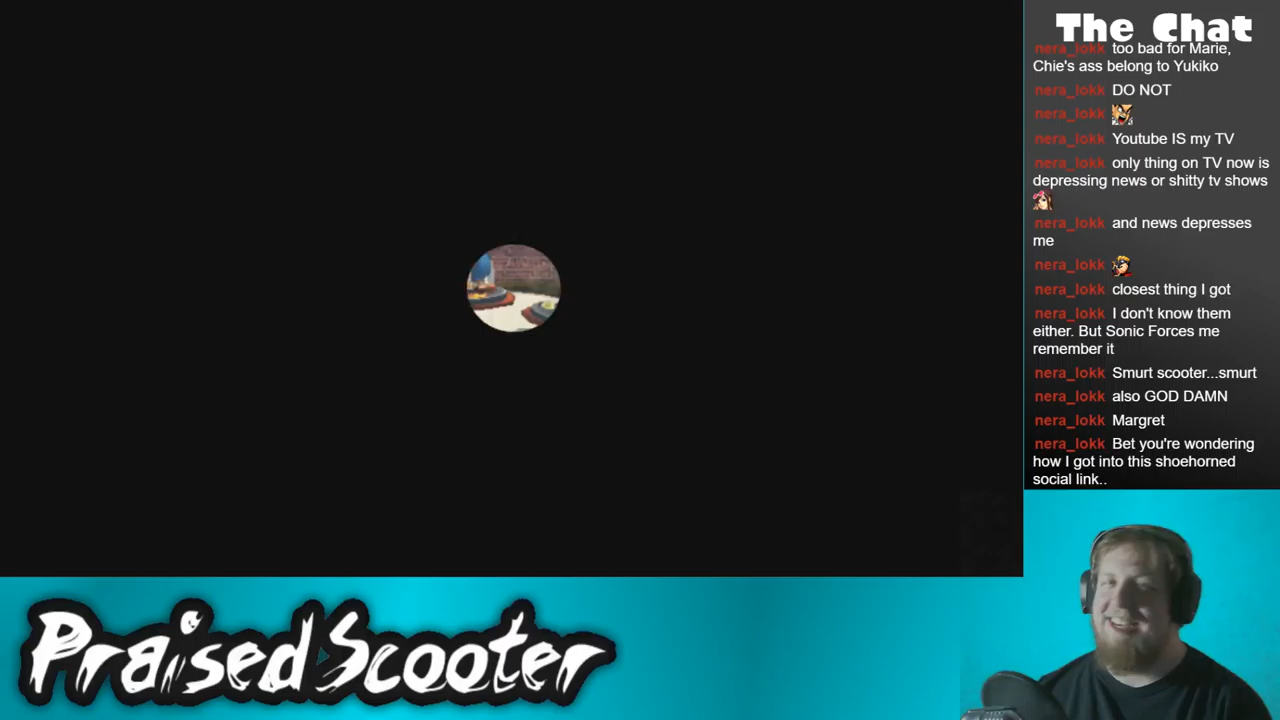 The Chat
nera_lokk too bad for Marie,
Chie's ass belong to Yukiko
nera_lokk DO NOT
nera_lokk
nera_lokk Youtube IS my TV
nera_lokk only thing on TV now is
depressing news or shitty tv shows
nera_lokk and news depresses
me
nera_lokk
nera_lokk closest thing I got
nera_lokk I don't know them
either. But Sonic Forces me
remember it
nera_lokk Smurt scooter...smurt
nera_lokk also GOD DAMN
nera_lokk Margret
nera_lokk Bet you're wondering
how I got into this shoehorned
social link..
PraisedScooter